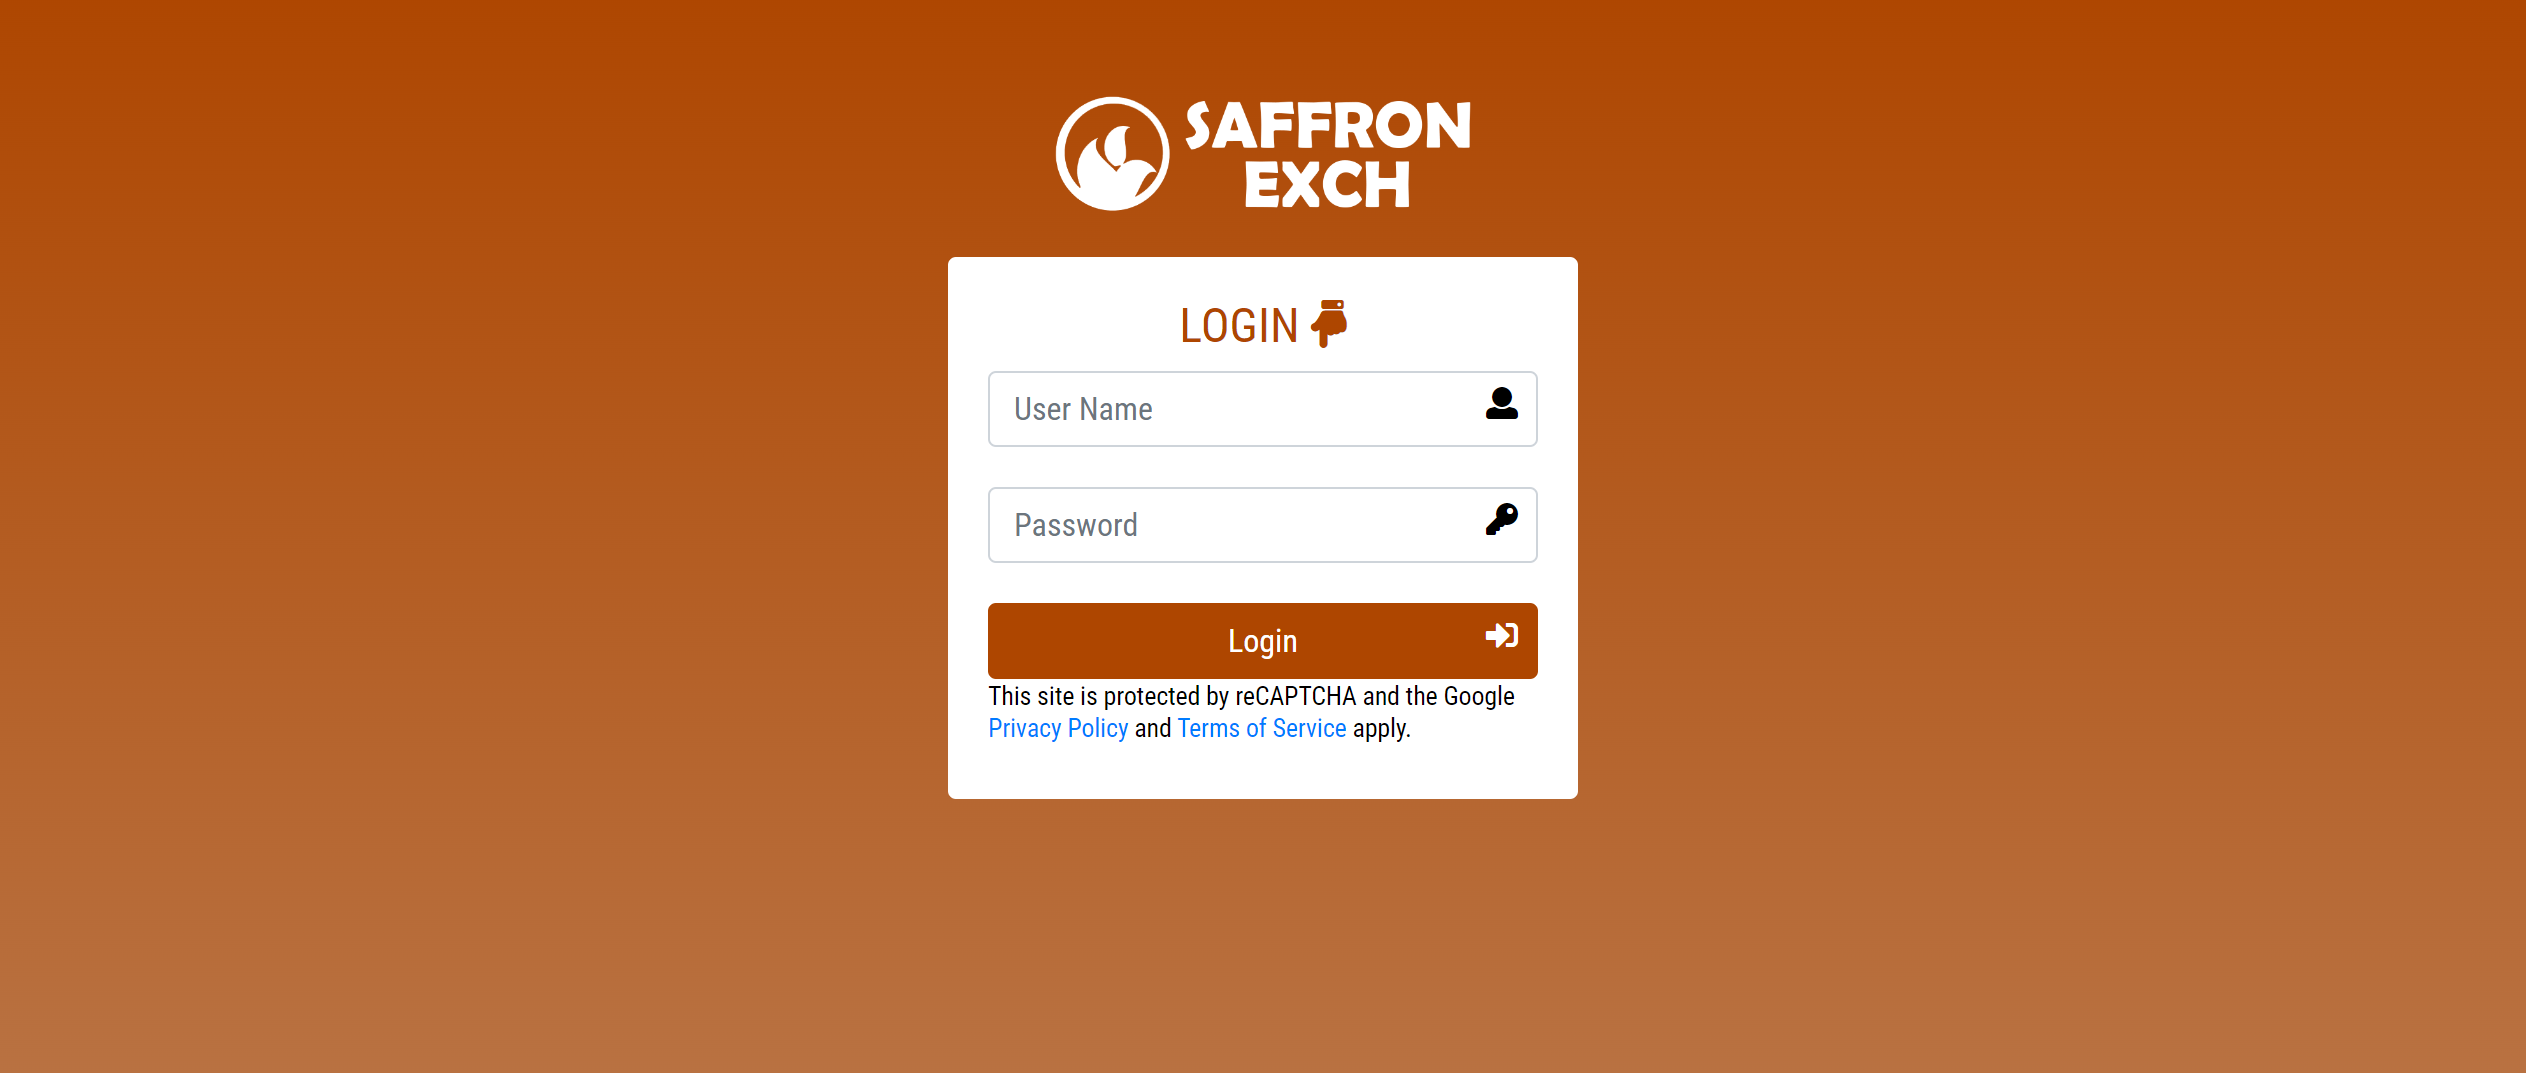 SAFFRON
EXCH
LOGIN
User Name
Password
Login
This site is protected by reCAPTCHA and the Google
Privacy Policy and Terms of Service apply.